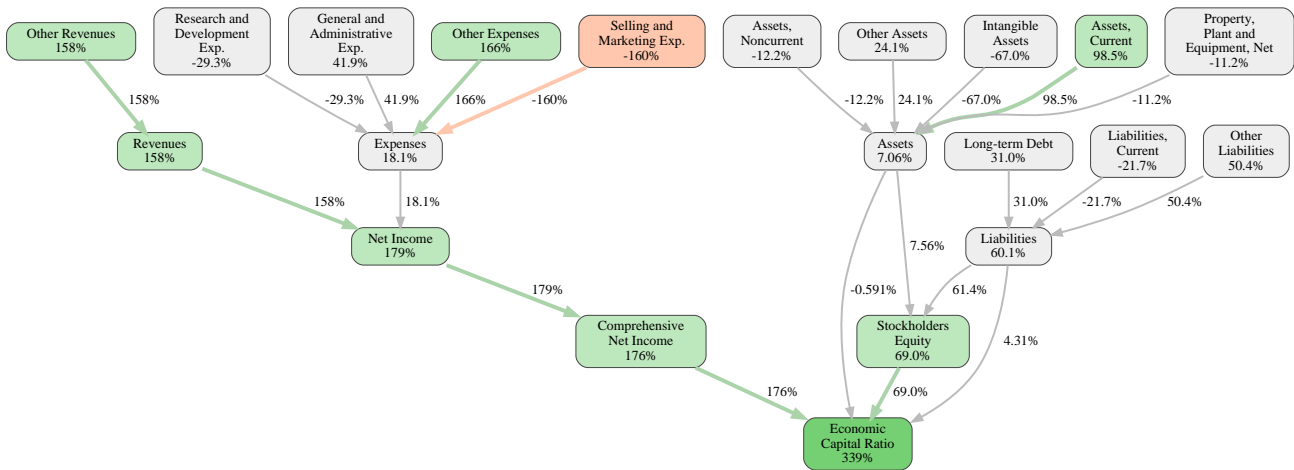 Other Revenues
158%
Research and
Development
Exp.
-29.3%
General and
Administrative
Exp.
41.9%
Other Expenses
166%
Selling and
Marketing Exp.
-160%
Assets,
Noncurrent
-12.2%
Other Assets
24.1%
Intangible
Assets
-67.0%
Assets,
Current
98.5%
Property,
Plant and
Equipment, Net
-11.2%
158%
-29.3%
41.9%
166%
-160%
-12.2%
24.1%
-67.0%
98.5%
-11.2%
Revenues
158%
Expenses
18.1%
Assets
7.06%
Long-term Debt
31.0%
Liabilities,
Current
-21.7%
Other
Liabilities
50.4%
158%
18.1%
31.0%
-21.7%
50.4%
Net Income
179%
7.56%
Liabilities
60.1%
179%
-0.591%
61.4%
Comprehensive
Net Income
176%
Stockholders
Equity
69.0%
4.31%
176%
69.0%
Economic
Capital Ratio
339%